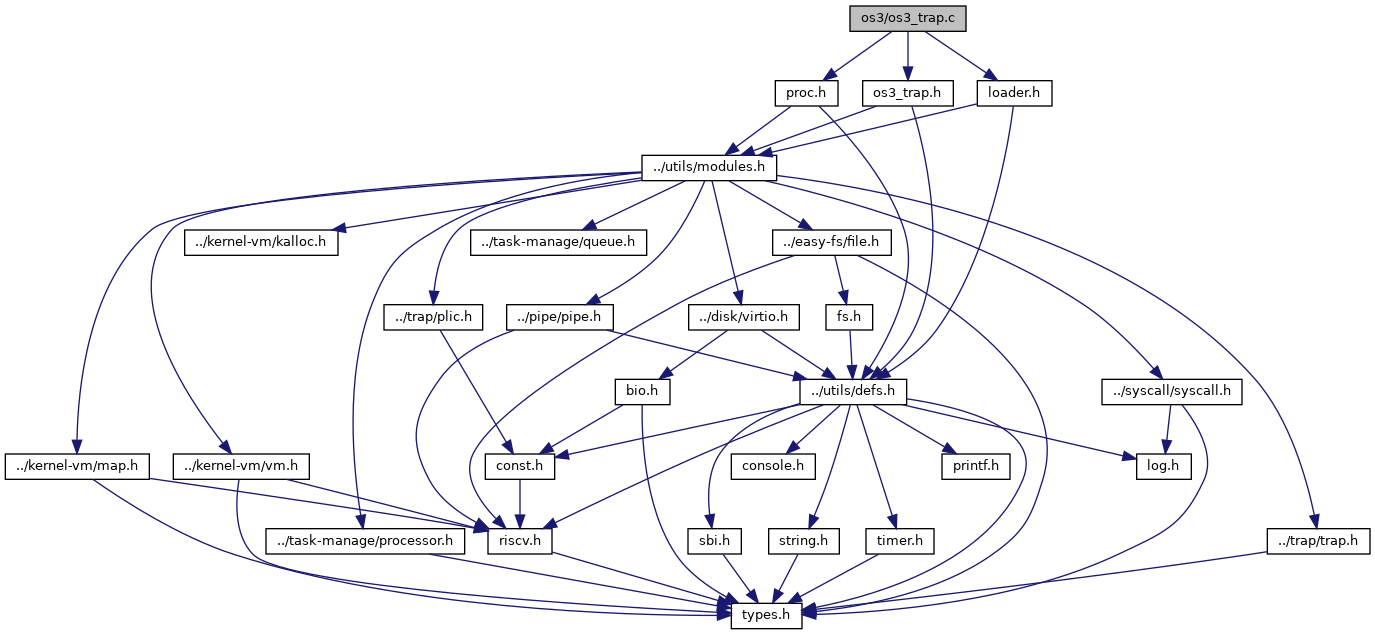 os3/os3_trap.c
proc.h
os3_trap.h
loader.h
../utils/modules.h
../kernel-vm/kalloc.h
../task-manage/queue.h
../easy-fs/file.h
../trap/plic.h
../pipe/pipe.h
../disk/virtio.h
fs.h
bio.h
../utils/defs.h
../syscall/syscall.h
../kernel-vm/map.h
../kernel-vm/vm.h
const.h
console.h
printf.h
log.h
../task-manage/processor.h
riscv.h
sbi.h
string.h
timer.h
../trap/trap.h
types.h